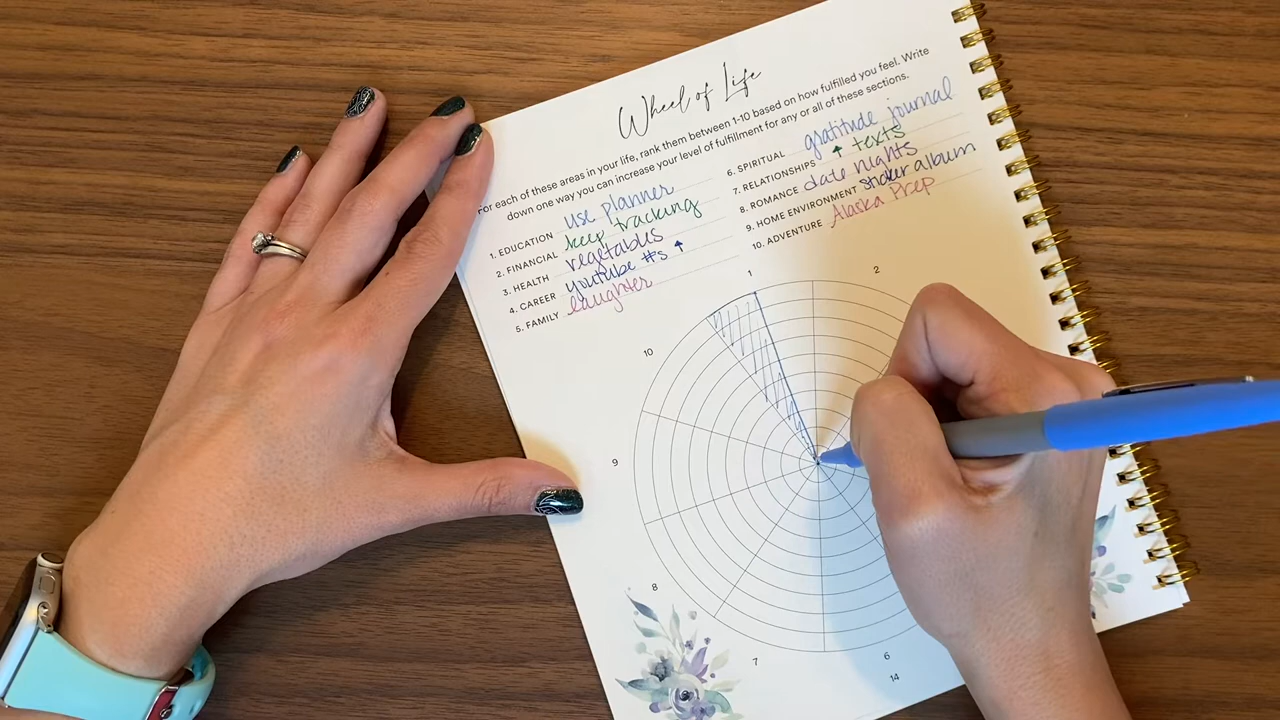 Wheel of Life
For each of these areas in your life, rank them between 1-10 based on how fulfilled you feel. Write
down one way you can increase your level of fulfillment for any or all of these sections.
1. EDUCATION use planner
2. FINANCIAL keep tracking
3. HEALTH vegetables
4. CAREER youtube #s ↑
5. FAMILY laughter
6. SPIRITUAL gratitude journal
7. RELATIONSHIPS ↑ texts
8. ROMANCE date nights
9. HOME ENVIRONMENT sticker album
10. ADVENTURE Alaska Prep
1
2
10
9
8
7
6
14